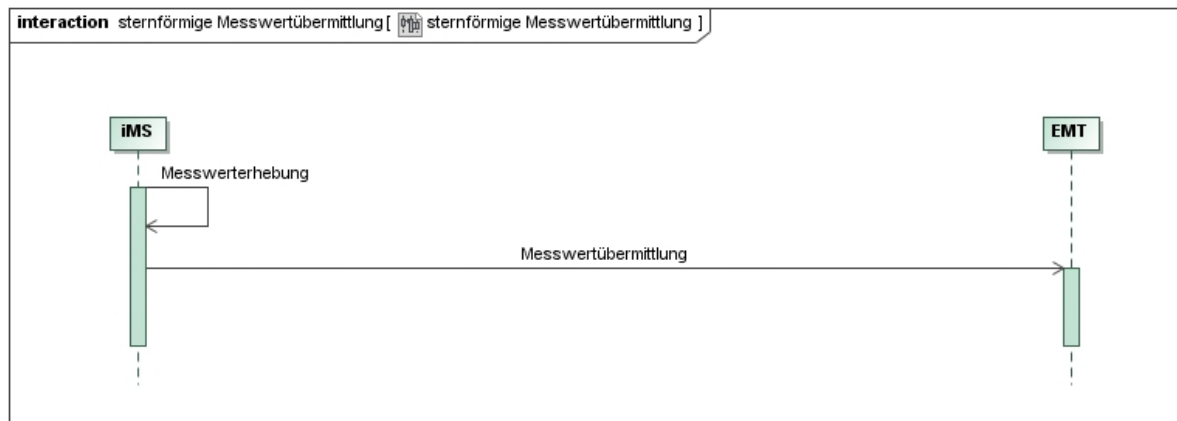 interaction sternförmige Messwertübermittlung[ sternförmige Messwertübermittlung ]
iMS
EMT
Messwerterhebung
Messwertübermittlung